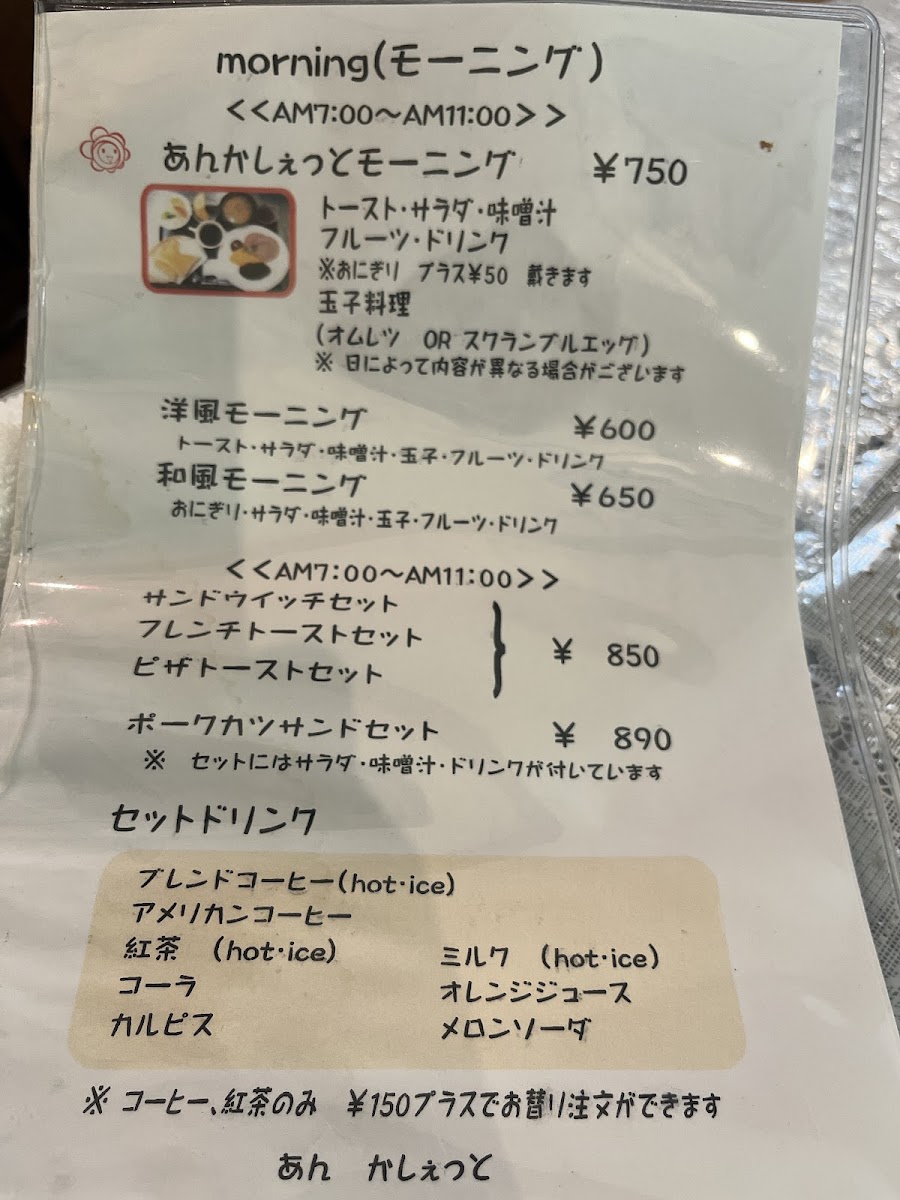 morning(モーニング)
<<AM7:00～AM11:00>>
あんかしぇっとモーニング ￥750
トースト・サラダ・味噌汁
フルーツ・ドリンク
※おにぎり プラス¥50 戴きます
玉子料理
(オムレツ OR スクランブルエッグ)
※ 日によって内容が異なる場合がございます
洋風モーニング ￥600
トースト・サラダ・味噌汁・玉子・フルーツ・ドリンク
和風モーニング ￥650
おにぎり・サラダ・味噌汁・玉子・フルーツ・ドリンク
<<AM7:00～AM11:00>>
サンドウイッチセット
フレンチトーストセット
ピザトーストセット
} ￥ 850
ポークカツサンドセット ￥ 890
※ セットにはサラダ・味噌汁・ドリンクが付いています
セットドリンク
ブレンドコーヒー(hot・ice)
アメリカンコーヒー
紅茶 (hot・ice) ミルク (hot・ice)
コーラ オレンジジュース
カルピス メロンソーダ
※ コーヒー、紅茶のみ ￥150プラスでお替り注文ができます
あん かしぇっと